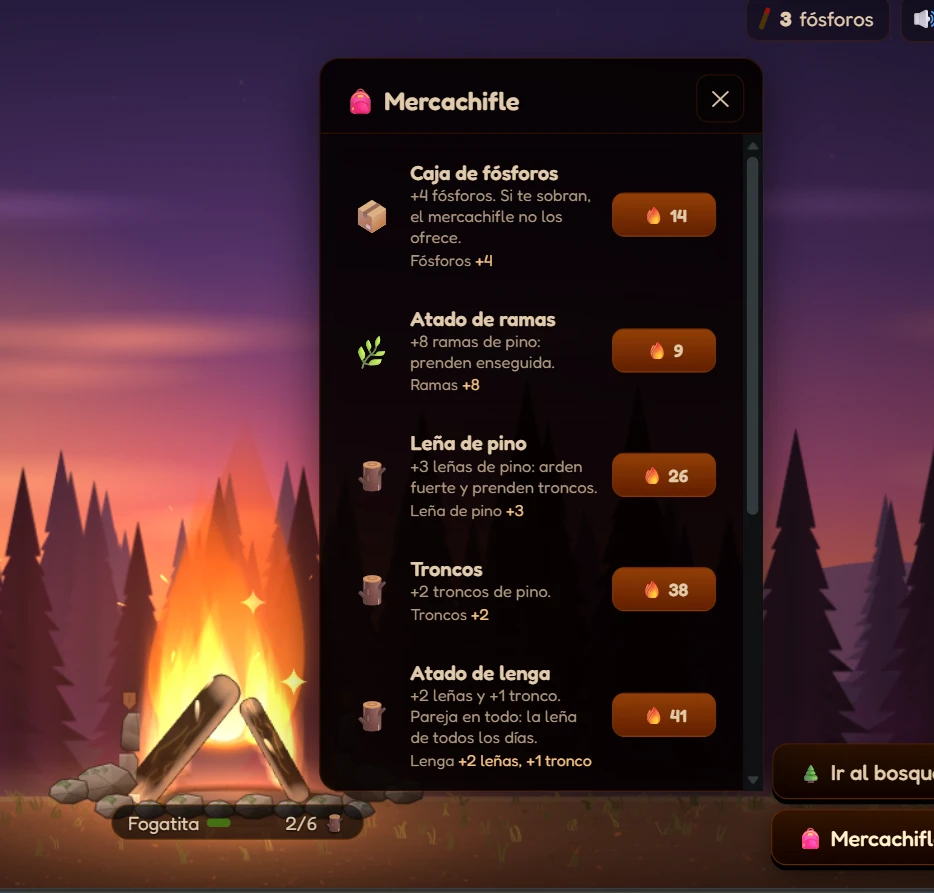 3 fósforos
Mercachifle
Caja de fósforos
+4 fósforos. Si te sobran,
el mercachifle no los
ofrece.
Fósforos +4
14
Atado de ramas
+8 ramas de pino:
prenden enseguida.
Ramas +8
9
Leña de pino
+3 leñas de pino: arden
fuerte y prenden troncos.
Leña de pino +3
26
Troncos
+2 troncos de pino.
Troncos +2
38
Atado de lenga
+2 leñas y +1 tronco.
Pareja en todo: la leña
de todos los días.
Lenga +2 leñas, +1 tronco
41
Ir al bosqu
Mercachifl
Fogatita 2/6